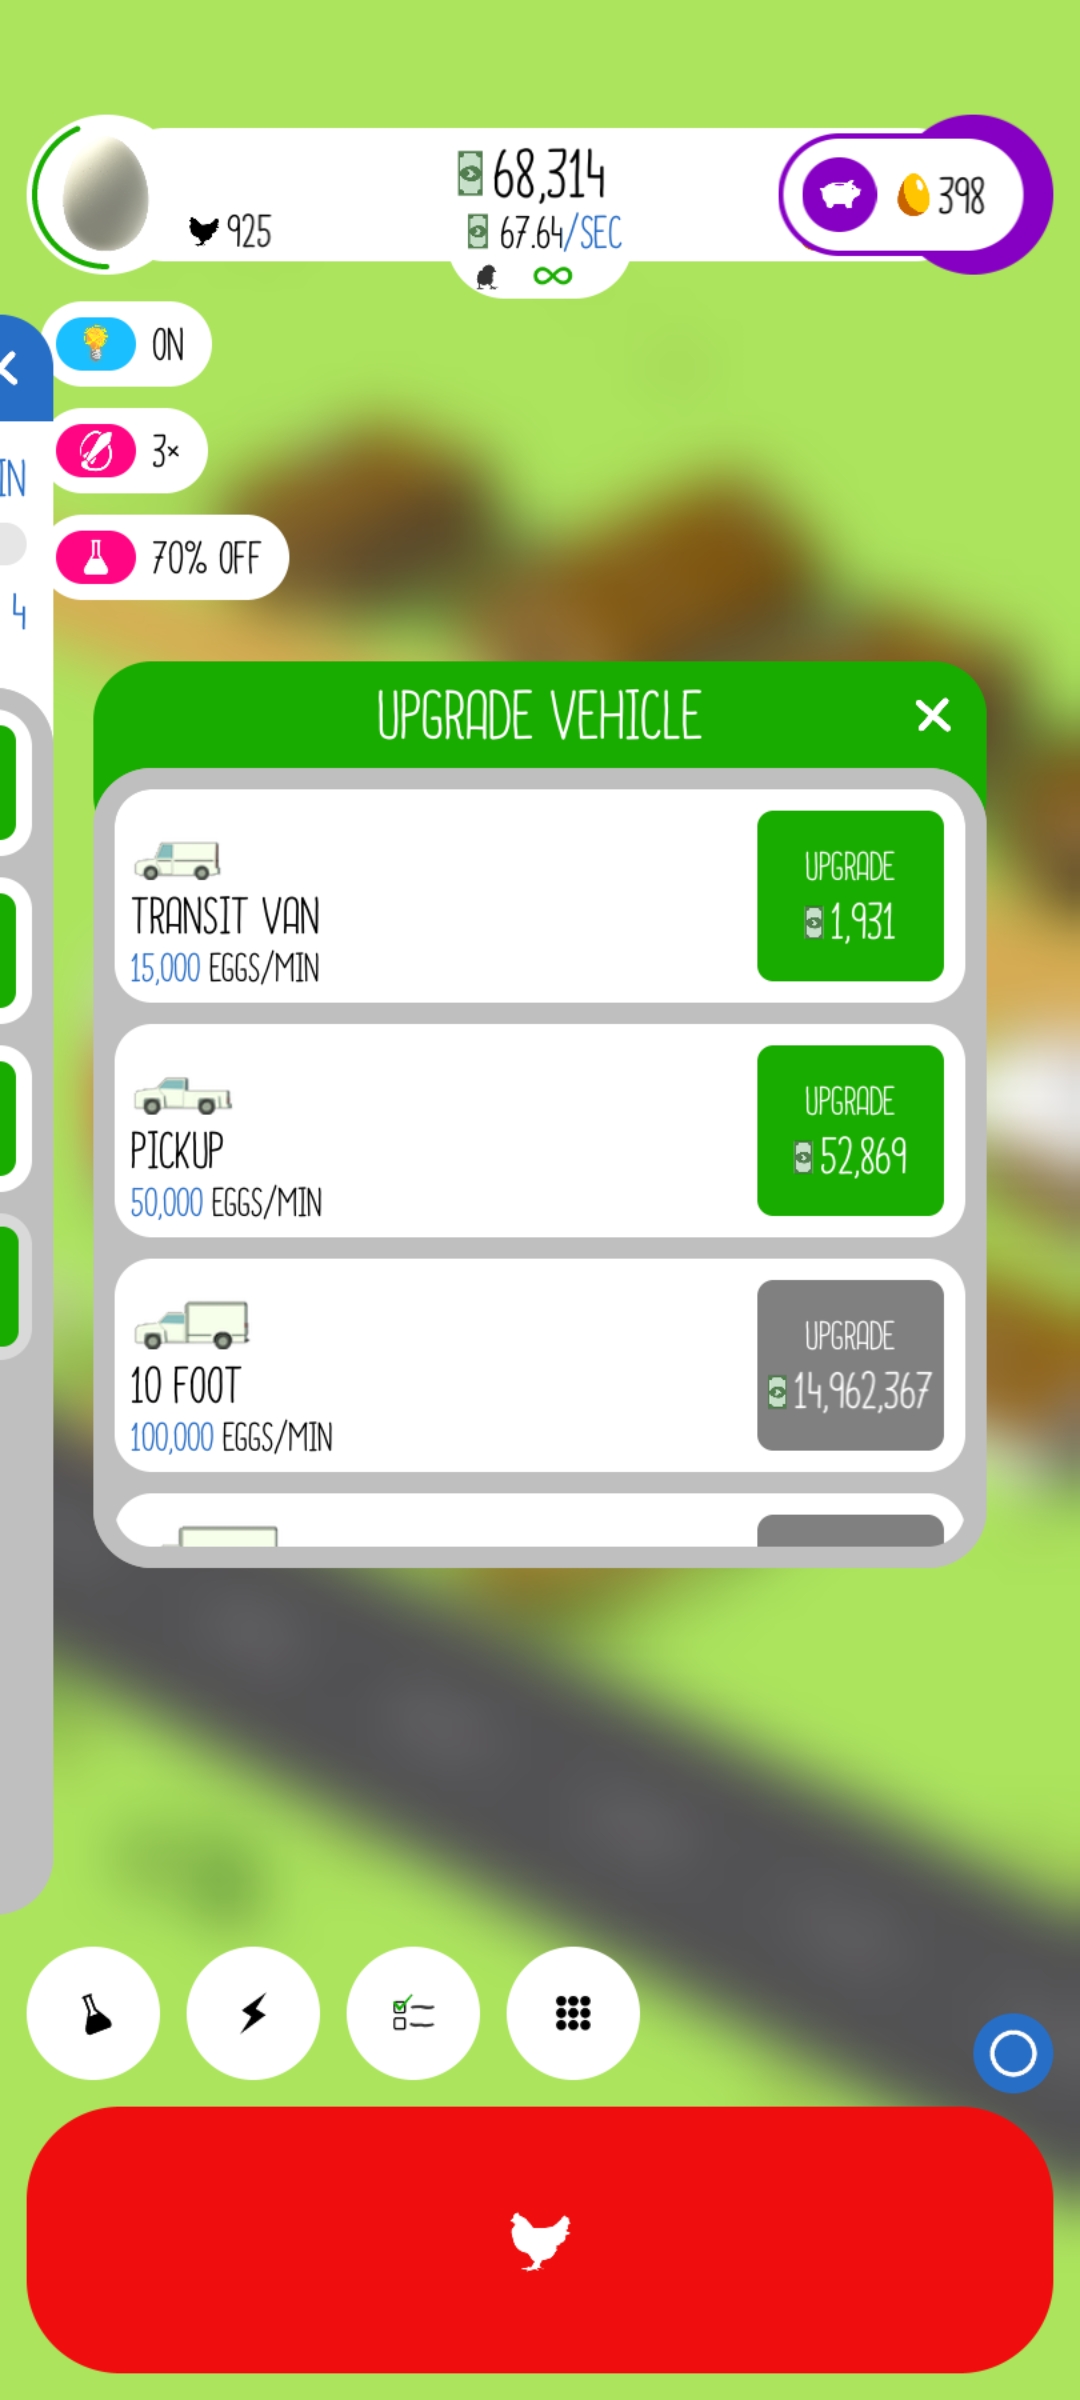 68,314
925
67.64/SEC
398
ON
IN
3×
70% OFF
4
UPGRADE VEHICLE
TRANSIT VAN
15,000 EGGS/MIN
UPGRADE
1,931
PICKUP
50,000 EGGS/MIN
UPGRADE
52,869
10 FOOT
100,000 EGGS/MIN
UPGRADE
14,962,367